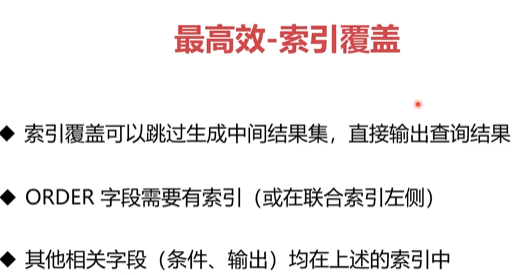 最高效-索引覆盖
◆ 索引覆盖可以跳过生成中间结果集，直接输出查询结果
◆ ORDER 字段需要有索引（或在联合索引左侧）
◆ 其他相关字段（条件、输出）均在上述的索引中